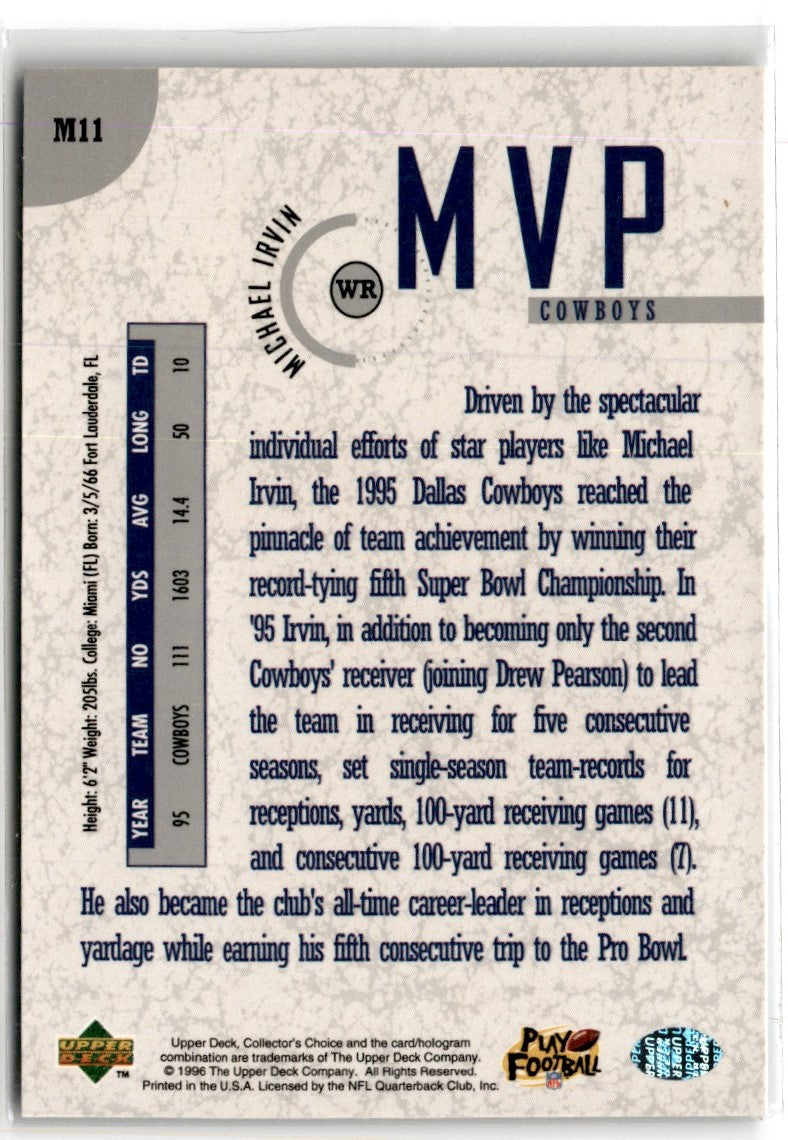 M11
MVP
COWBOYS
MICHAEL IRVIN
WR
Height: 6'2" Weight: 205lbs. College: Miami (FL) Born: 3/5/66 Fort Lauderdale, FL
YEAR TEAM NO YDS AVG LONG TD
95 COWBOYS 111 1603 14.4 50 10
Driven by the spectacular
individual efforts of star players like Michael
Irvin, the 1995 Dallas Cowboys reached the
pinnacle of team achievement by winning their
record-tying fifth Super Bowl Championship. In
'95 Irvin, in addition to becoming only the second
Cowboys' receiver (joining Drew Pearson) to lead
the team in receiving for five consecutive
seasons, set single-season team-records for
receptions, yards, 100-yard receiving games (11),
and consecutive 100-yard receiving games (7).
He also became the club's all-time career-leader in receptions and
yardage while earning his fifth consecutive trip to the Pro Bowl.
UPPER
DECK
TM
Upper Deck, Collector's Choice and the card/hologram
combination are trademarks of The Upper Deck Company.
© 1996 The Upper Deck Company. All Rights Reserved.
Printed in the U.S.A. Licensed by the NFL Quarterback Club, Inc.
PLAY
FOOTBALL
NFL
UPPER